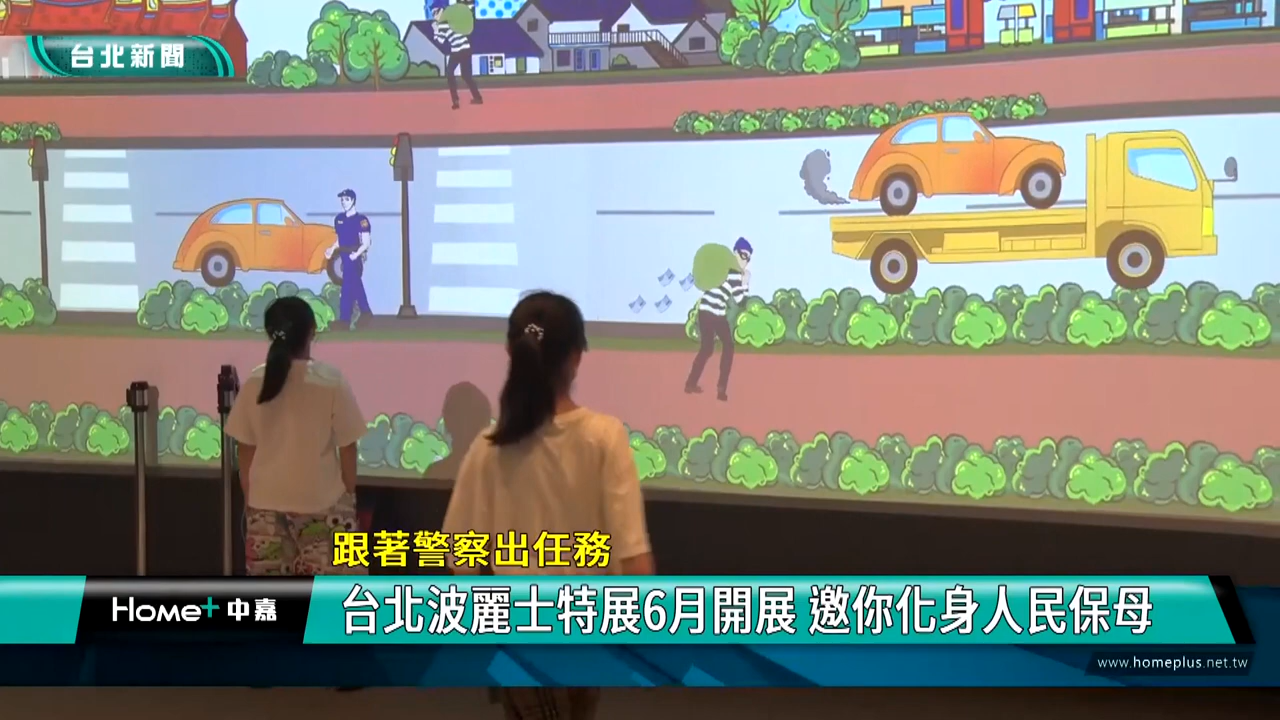 台北新聞
跟著警察出任務
Home+中嘉
台北波麗士特展6月開展 邀你化身人民保母
www.homeplus.net.tw